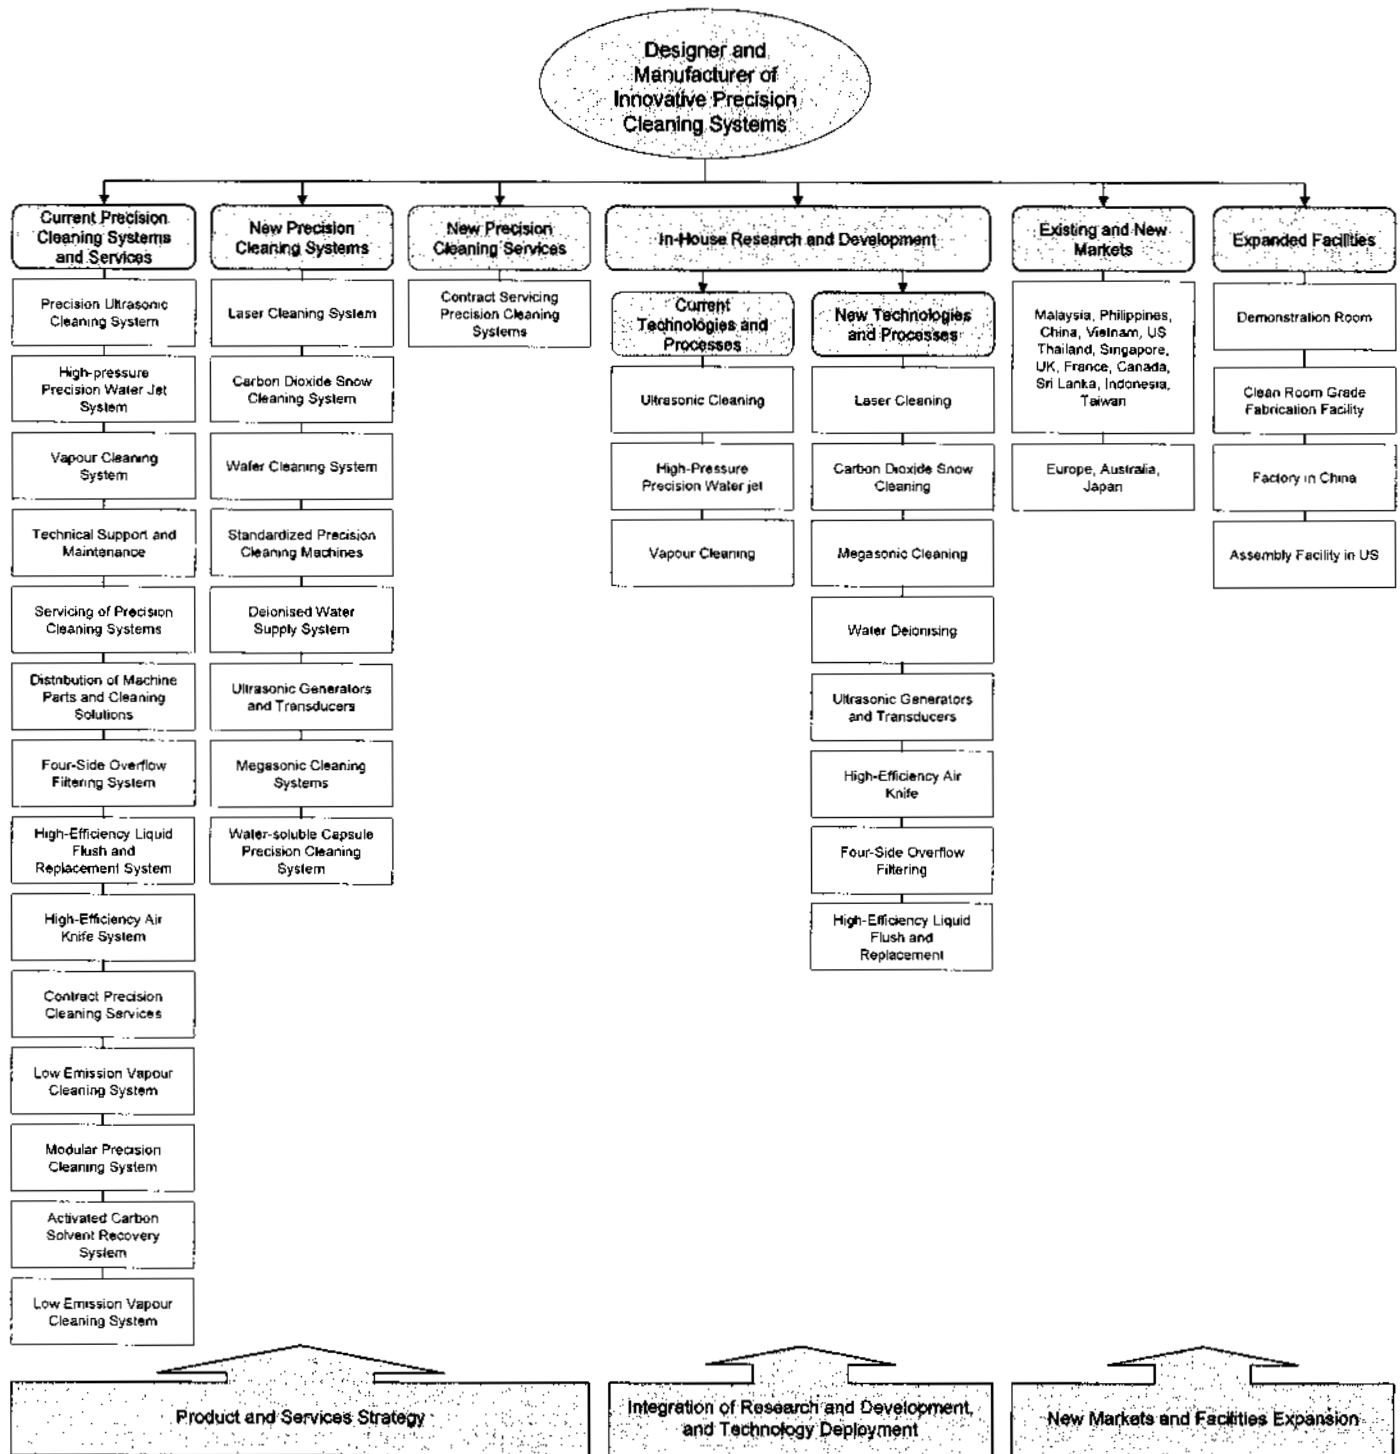 Designer and
Manufacturer of
Innovative Precision
Cleaning Systems
Current Precision
Cleaning Systems
and Services
Precision Ultrasonic
Cleaning System
High-pressure
Precision Water Jet
System
Vapour Cleaning
System
Technical Support and
Maintenance
Servicing of Precision
Cleaning Systems
Distribution of Machine
Parts and Cleaning
Solutions
Four-Side Overflow
Filtering System
High-Efficiency Liquid
Flush and
Replacement System
High-Efficiency Air
Knife System
Contract Precision
Cleaning Services
Low Emission Vapour
Cleaning System
Modular Precision
Cleaning System
Activated Carbon
Solvent Recovery
System
Low Emission Vapour
Cleaning System
New Precision
Cleaning Systems
Laser Cleaning System
Carbon Dioxide Snow
Cleaning System
Wafer Cleaning System
Standardized Precision
Cleaning Machines
Deionised Water
Supply System
Ultrasonic Generators
and Transducers
Megasonic Cleaning
Systems
Water-soluble Capsule
Precision Cleaning
System
New Precision
Cleaning Services
Contract Servicing
Precision Cleaning
Systems
In-House Research and Development
Current
Technologies and
Processes
Ultrasonic Cleaning
High-Pressure
Precision Water jet
Vapour Cleaning
New Technologies
and Processes
Laser Cleaning
Carbon Dioxide Snow
Cleaning
Megasonic Cleaning
Water Deionising
Ultrasonic Generators
and Transducers
High-Efficiency Air
Knife
Four-Side Overflow
Filtering
High-Efficiency Liquid
Flush and
Replacement
Existing and New
Markets
Malaysia, Philippines,
China, Vietnam, US
Thailand, Singapore,
UK, France, Canada,
Sri Lanka, Indonesia,
Taiwan
Europe, Australia,
Japan
Expanded Facilities
Demonstration Room
Clean Room Grade
Fabrication Facility
Factory in China
Assembly Facility in US
Product and Services Strategy
Integration of Research and Development,
and Technology Deployment
New Markets and Facilities Expansion